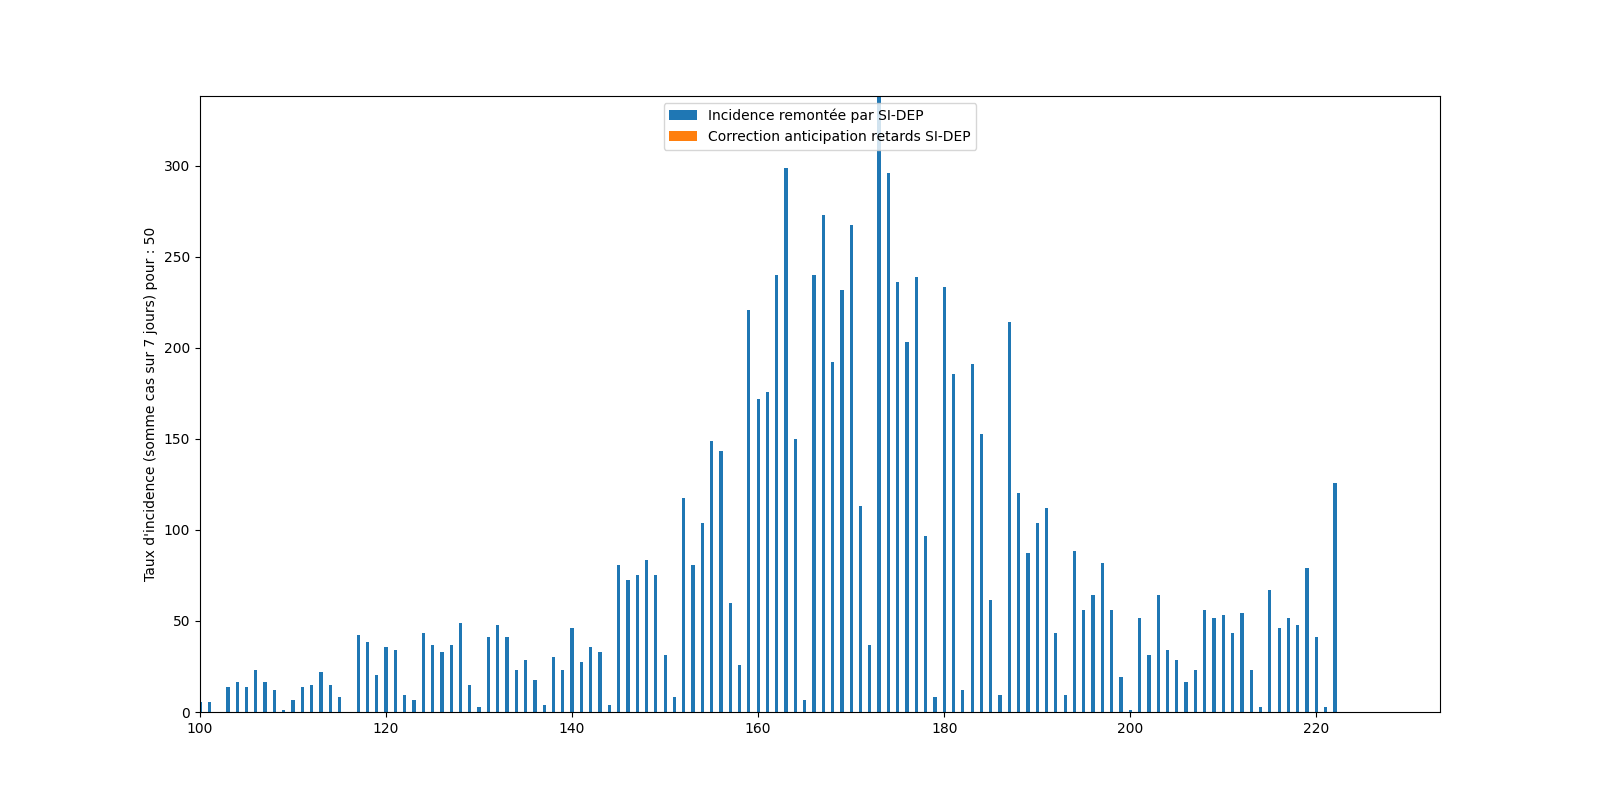 Incidence remontée par SI-DEP
Correction anticipation retards SI-DEP
Taux d'incidence (somme cas sur 7 jours) pour : 50
300
250
200
150
100
50
0
100 120 140 160 180 200 220